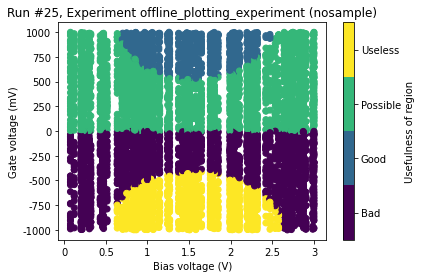 Run #25, Experiment offline_plotting_experiment (nosample)
1000
750
500
250
0
-250
-500
-750
-1000
Gate voltage (mV)
0
0.5
1
1.5
2
2.5
3
Bias voltage (V)
Useless
Possible
Good
Bad
Usefulness of region